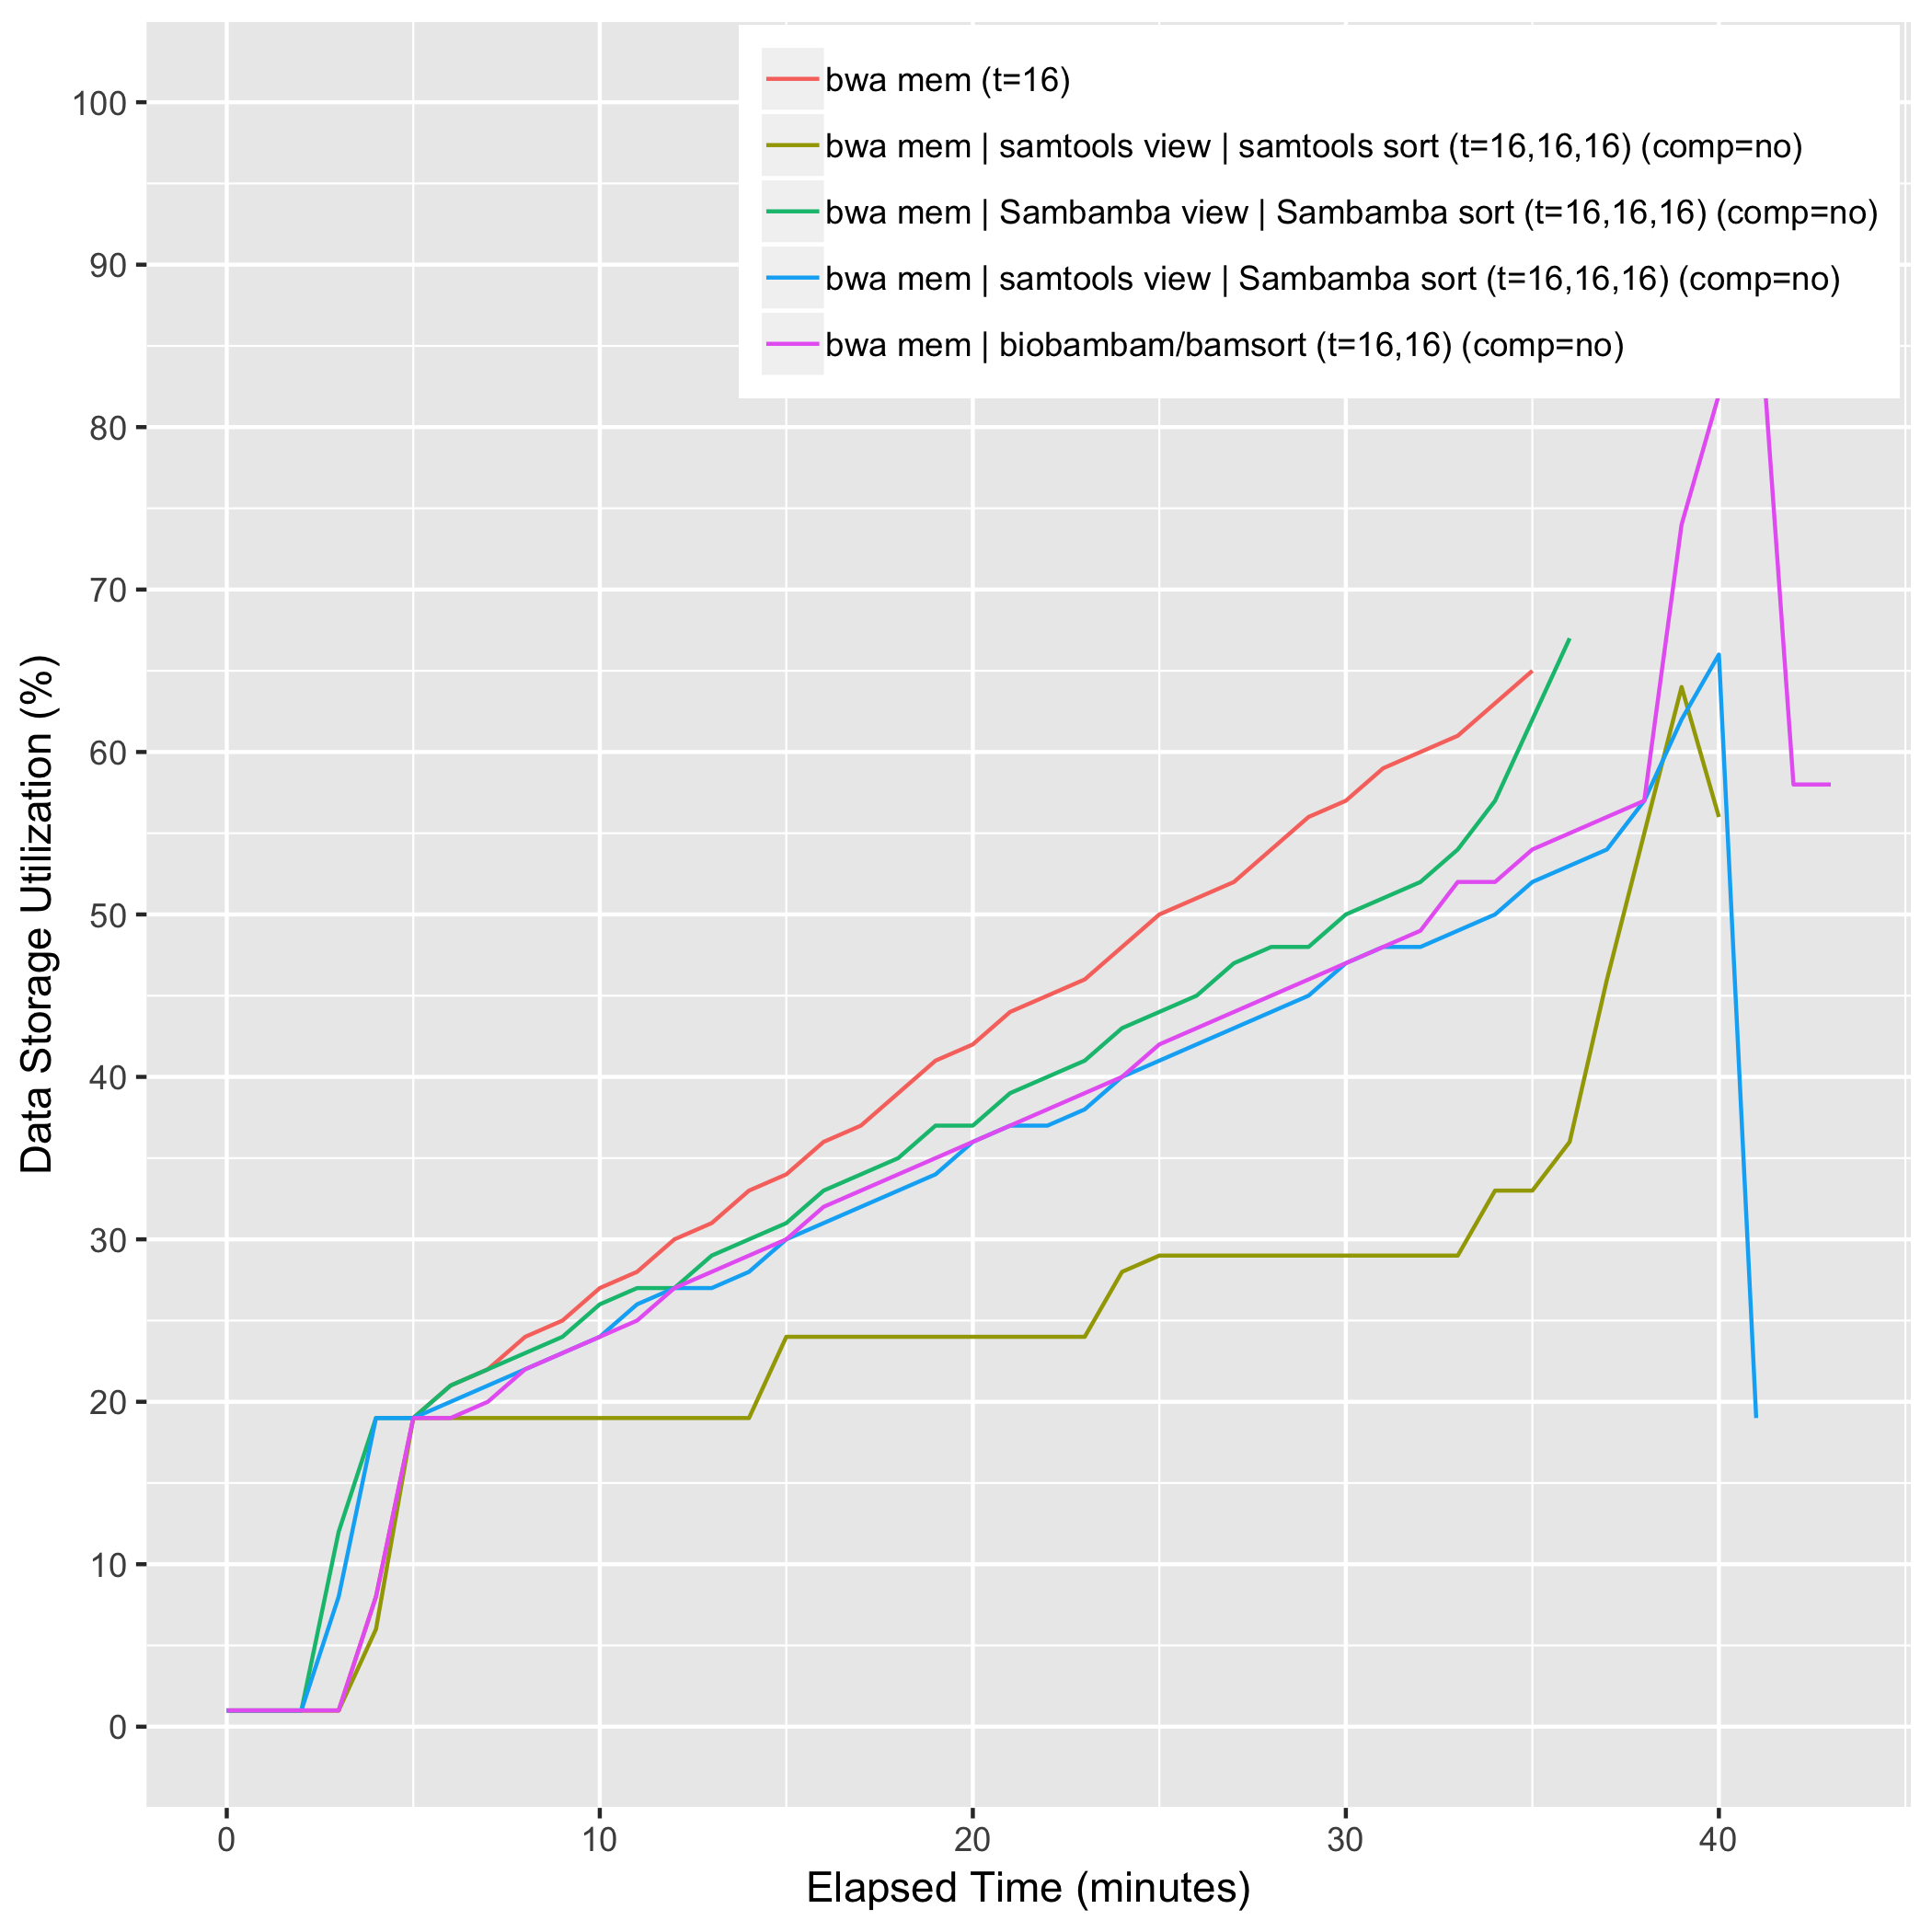 bwa mem (t=16)
bwa mem | samtools view | samtools sort (t=16,16,16) (comp=no)
bwa mem | Sambamba view | Sambamba sort (t=16,16,16) (comp=no)
bwa mem | samtools view | Sambamba sort (t=16,16,16) (comp=no)
bwa mem | biobambam/bamsort (t=16,16) (comp=no)
100
90
80
70
60
50
40
30
20
10
0
Data Storage Utilization (%)
0 10 20 30 40
Elapsed Time (minutes)